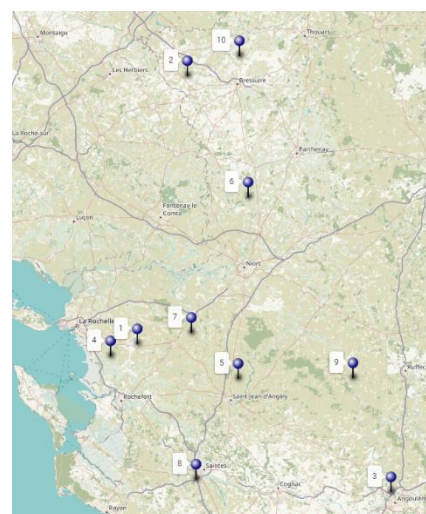 Montaigu
10
Thouars
2
Les Herbiers
Bressuire
La Roche-sur
Parthenay
6
Fontenay-le
Comte
Luçon
Niort
7
La Rochelle
1
4
5
9
Ruffec
Rochefort
Saint-Jean-d'Angély
8
Saintes
3
Cognac
Angoulême
Royan